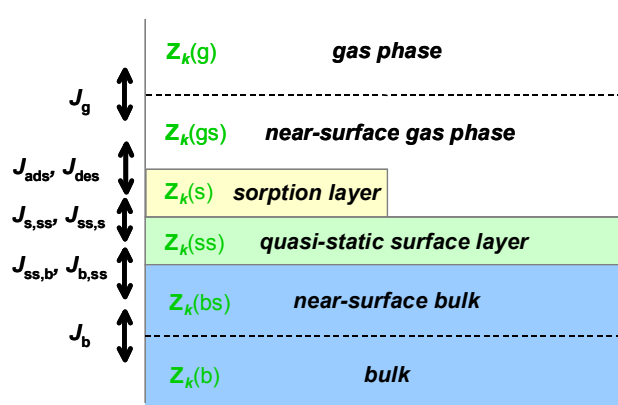 Zk(g) gas phase
Jg
Zk(gs) near-surface gas phase
Jads, Jdes
Zk(s) sorption layer
Js,ss, Jss,s
Zk(ss) quasi-static surface layer
Jss,b, Jb,ss
Zk(bs) near-surface bulk
Jb
Zk(b) bulk